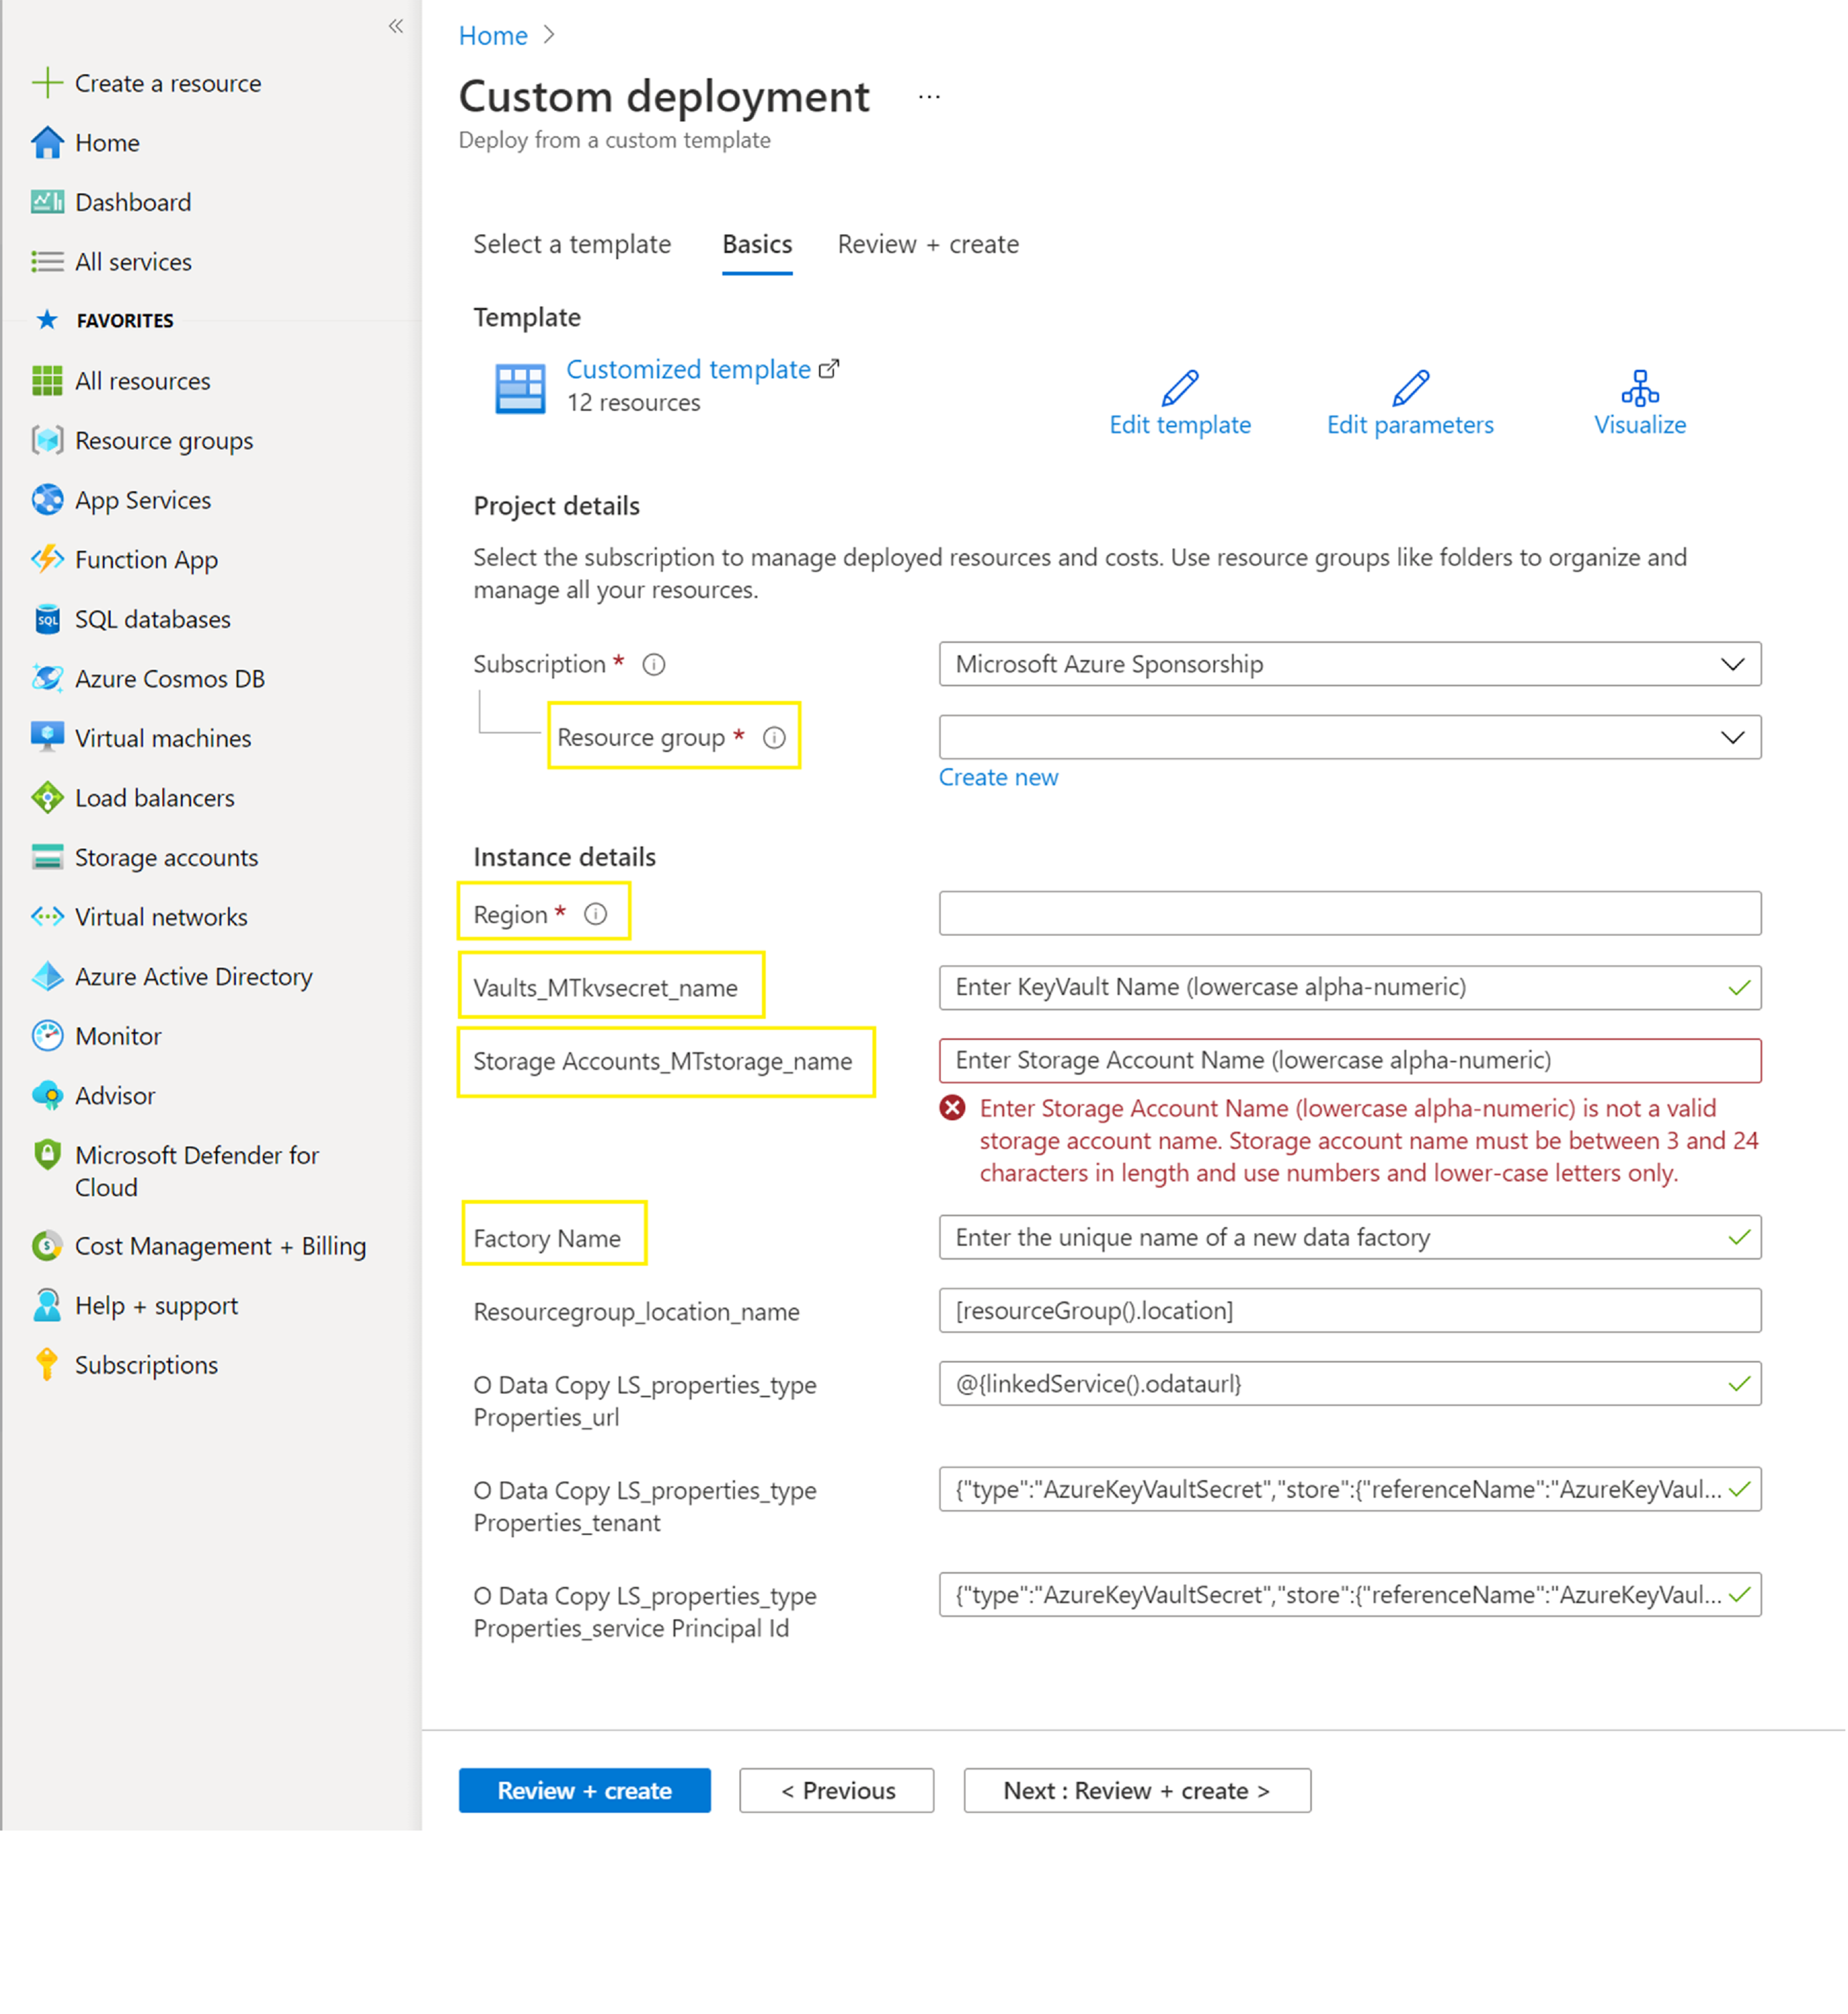 «
Create a resource
Home
Dashboard
All services
FAVORITES
All resources
Resource groups
App Services
Function App
SQL databases
Azure Cosmos DB
Virtual machines
Load balancers
Storage accounts
Virtual networks
Azure Active Directory
Monitor
Advisor
Microsoft Defender for
Cloud
Cost Management + Billing
Help + support
Subscriptions
Home >
Custom deployment ...
Deploy from a custom template
Select a template Basics Review + create
Template
Customized template
12 resources
Edit template Edit parameters Visualize
Project details
Select the subscription to manage deployed resources and costs. Use resource groups like folders to organize and
manage all your resources.
Subscription * Microsoft Azure Sponsorship
Resource group *
Create new
Instance details
Region *
Vaults_MTkvsecret_name Enter KeyVault Name (lowercase alpha-numeric)
Storage Accounts_MTstorage_name Enter Storage Account Name (lowercase alpha-numeric)
Enter Storage Account Name (lowercase alpha-numeric) is not a valid
storage account name. Storage account name must be between 3 and 24
characters in length and use numbers and lower-case letters only.
Factory Name Enter the unique name of a new data factory
Resourcegroup_location_name [resourceGroup().location]
O Data Copy LS_properties_type @{linkedService().odataurl}
Properties_url
O Data Copy LS_properties_type {"type":"AzureKeyVaultSecret","store":{"referenceName":"AzureKeyVaul...
Properties_tenant
O Data Copy LS_properties_type {"type":"AzureKeyVaultSecret","store":{"referenceName":"AzureKeyVaul...
Properties_service Principal Id
Review + create < Previous Next : Review + create >